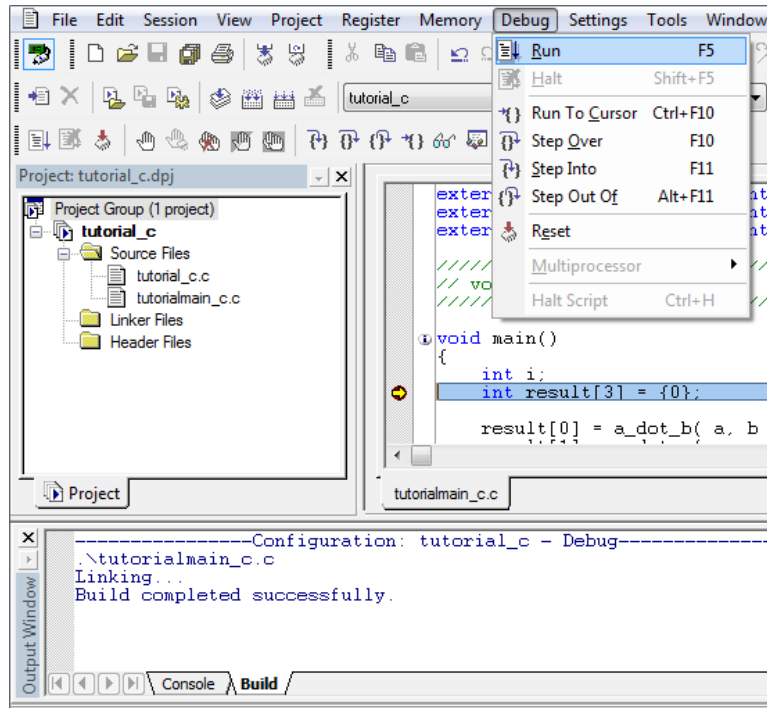 File Edit Session View Project Register Memory Debug Settings Tools Window
Run F5
Halt Shift+F5
Run To Cursor Ctrl+F10
Step Over F10
Step Into F11
Step Out Of Alt+F11
Reset
Multiprocessor
Halt Script Ctrl+H
tutorial_c
Project: tutorial_c.dpj
Project Group (1 project)
tutorial_c
Source Files
tutorial_c.c
tutorialmain_c.c
Linker Files
Header Files
Project
exter
exter
exter
/////
// vo
/////
void main()
{
int i;
int result[3] = {0};
result[0] = a_dot_b( a, b
tutorialmain_c.c
-----------------Configuration: tutorial_c - Debug--------------
.\tutorialmain_c.c
Linking...
Build completed successfully.
Output Window
Console Build